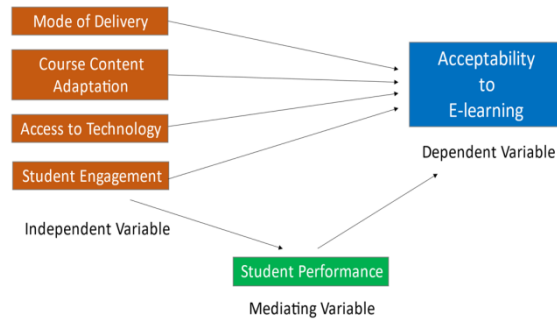 Mode of Delivery
Course Content
Adaptation
Access to Technology
Student Engagement
Independent Variable
Acceptability
to
E-learning
Dependent Variable
Student Performance
Mediating Variable